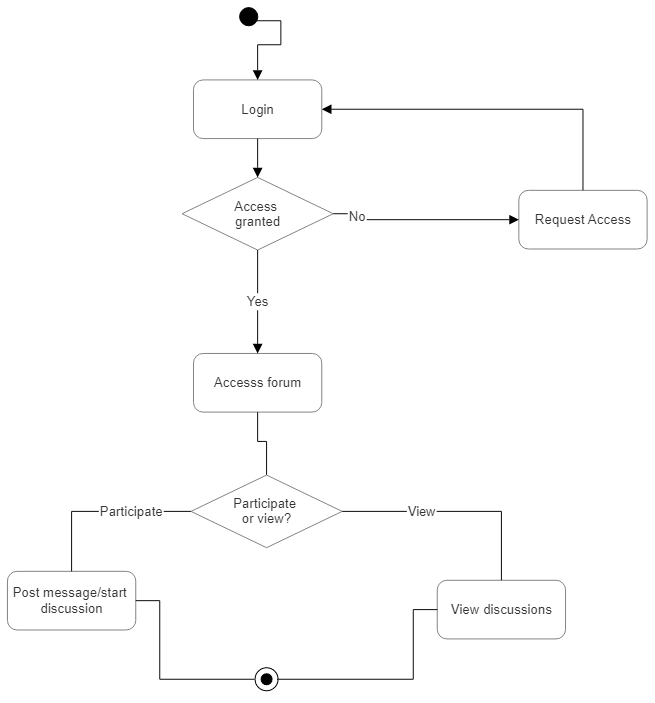 Login
Access
granted
No
Request Access
Yes
Accesss forum
Participate
or view?
Participate
View
Post message/start
discussion
View discussions